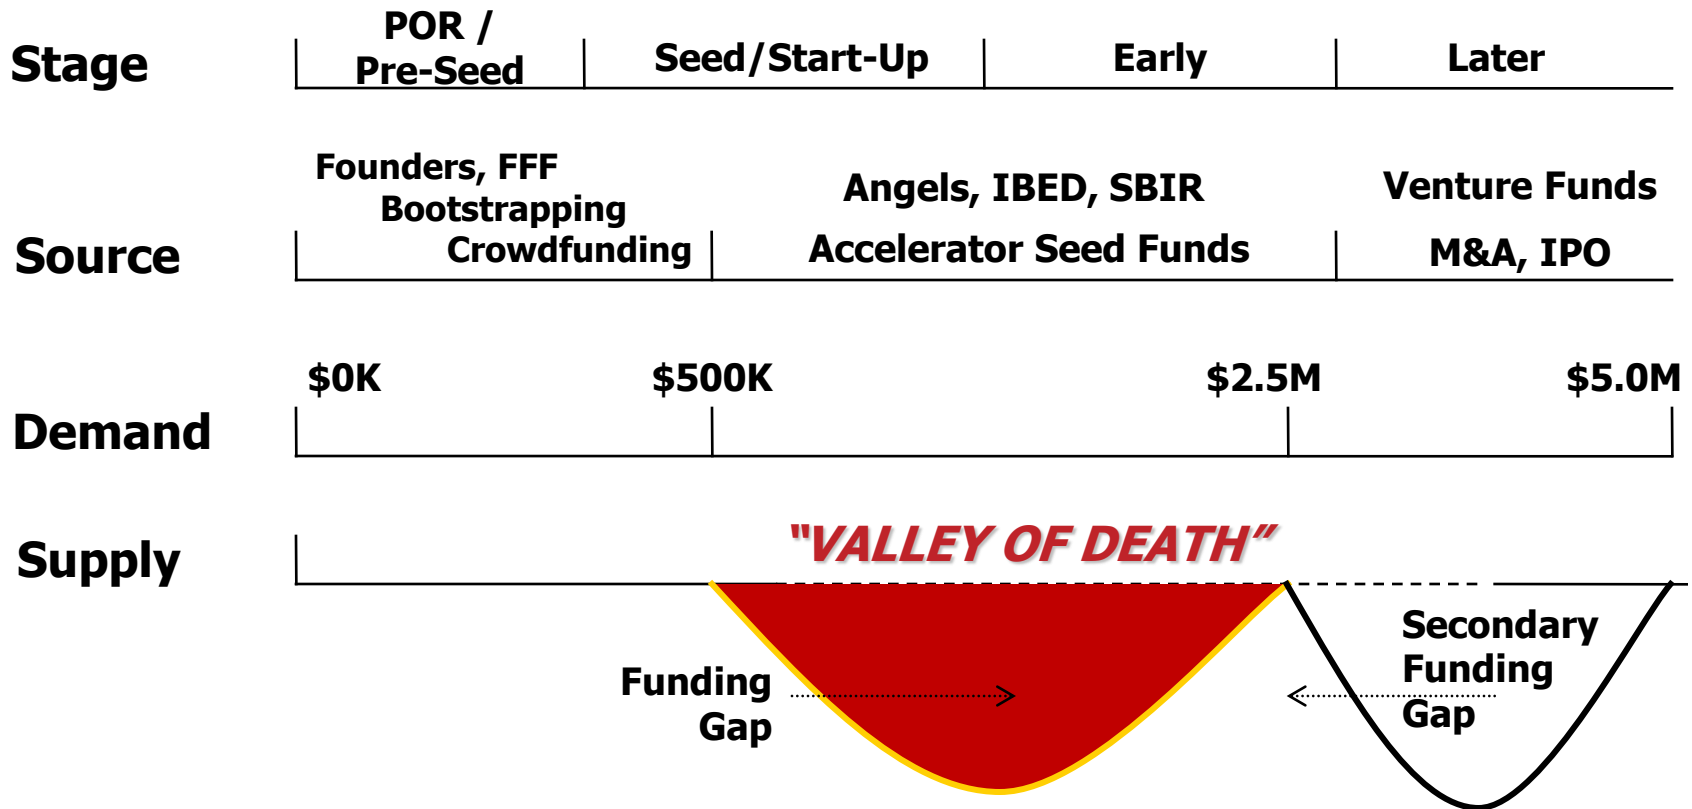 Stage
POR /
Pre-Seed
Seed/Start-Up
Early
Later
Source
Founders, FFF
Bootstrapping
Crowdfunding
Angels, IBED, SBIR
Accelerator Seed Funds
Venture Funds
M&A, IPO
Demand
$0K
$500K
$2.5M
$5.0M
Supply
“VALLEY OF DEATH”
Funding
Gap
Secondary
Funding
Gap